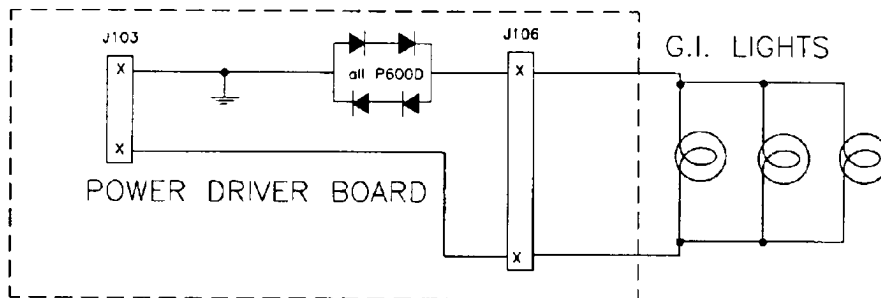 J103
J106
G.I. LIGHTS
X
all P600D
X
X
POWER DRIVER BOARD
X